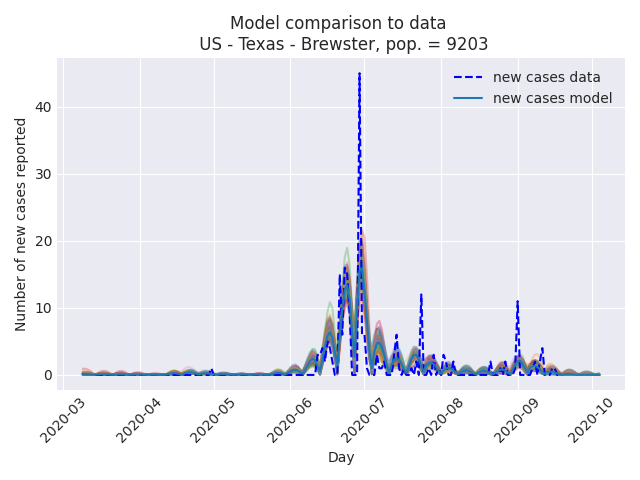 Model comparison to data
US - Texas - Brewster, pop. = 9203
new cases data
new cases model
Number of new cases reported
40
30
20
10
0
2020-03
2020-04
2020-05
2020-06
2020-07
2020-08
2020-09
2020-10
Day